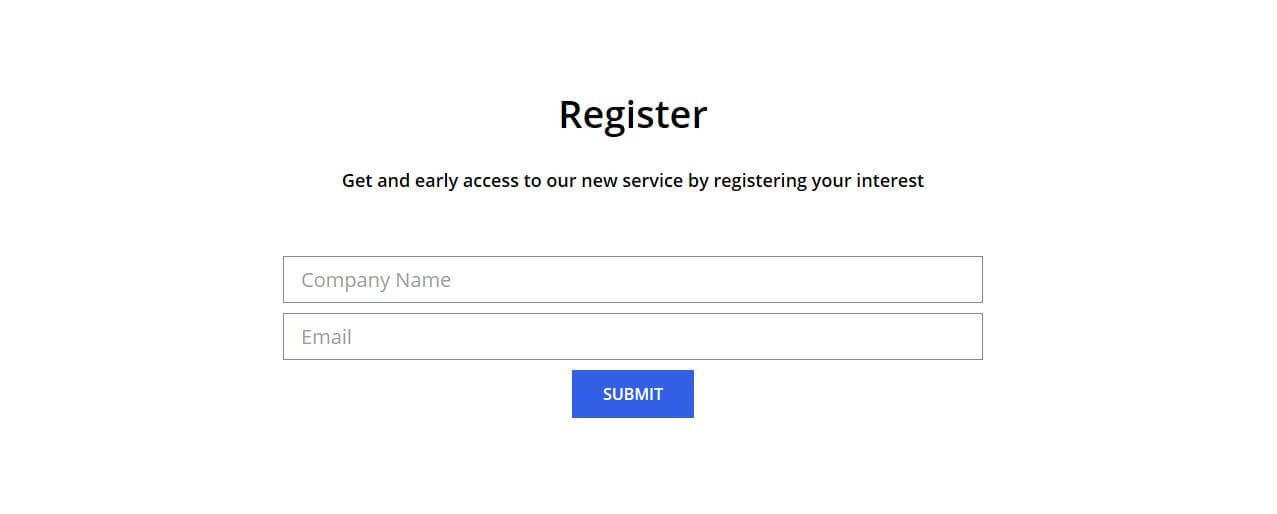 Register
Get and early access to our new service by registering your interest
Company Name
Email
SUBMIT